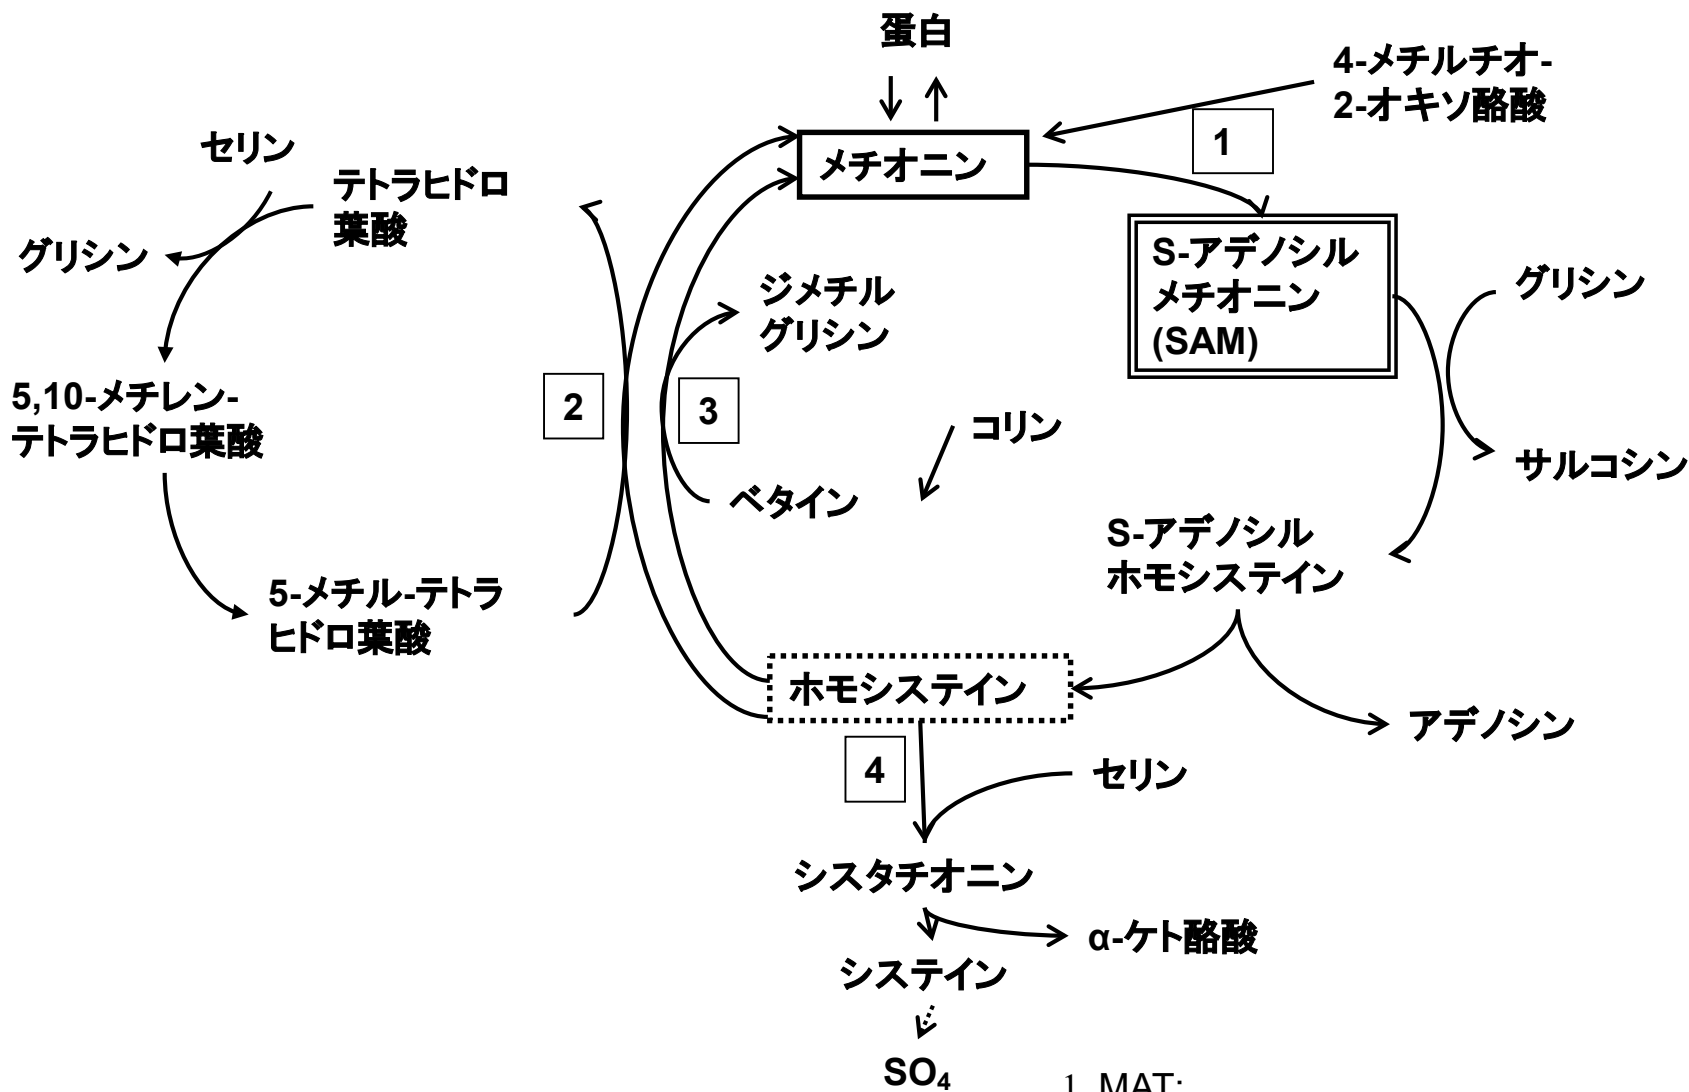 蛋白
4-メチルチオ-
2-オキソ酪酸
1
セリン
メチオニン
テトラヒドロ
葉酸
グリシン
S-アデノシル
メチオニン
(SAM)
グリシン
ジメチル
グリシン
5,10-メチレン-
テトラヒドロ葉酸
2
3
コリン
サルコシン
ベタイン
S-アデノシル
ホモシステイン
5-メチル-テトラ
ヒドロ葉酸
ホモシステイン
アデノシン
4
セリン
シスタチオニン
α-ケト酪酸
システイン
SO₄
1. MAT: